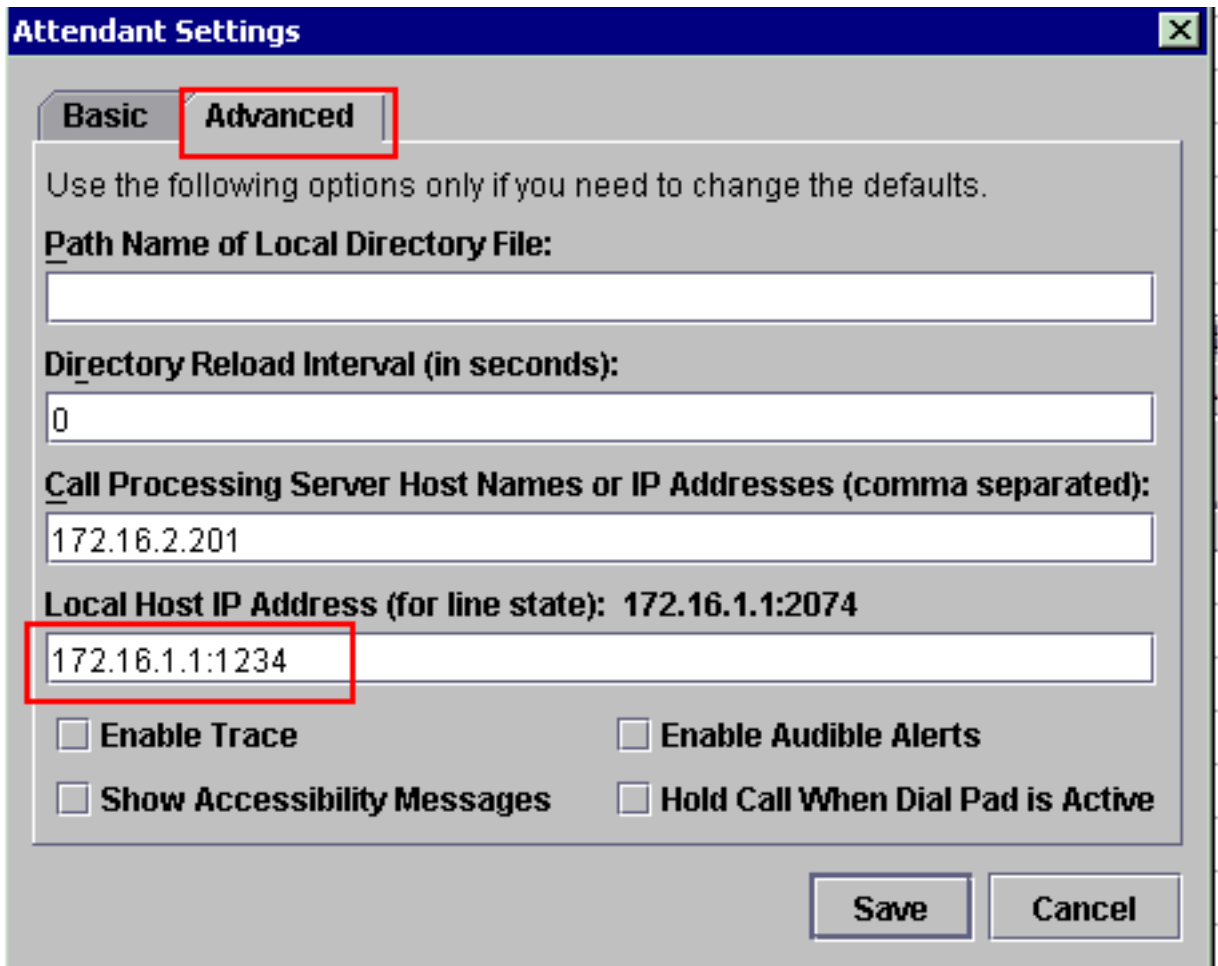 Attendant Settings
Basic Advanced
Use the following options only if you need to change the defaults.
Path Name of Local Directory File:
Directory Reload Interval (in seconds):
0
Call Processing Server Host Names or IP Addresses (comma separated):
172.16.2.201
Local Host IP Address (for line state): 172.16.1.1:2074
172.16.1.1:1234
Enable Trace Enable Audible Alerts
Show Accessibility Messages Hold Call When Dial Pad is Active
Save Cancel